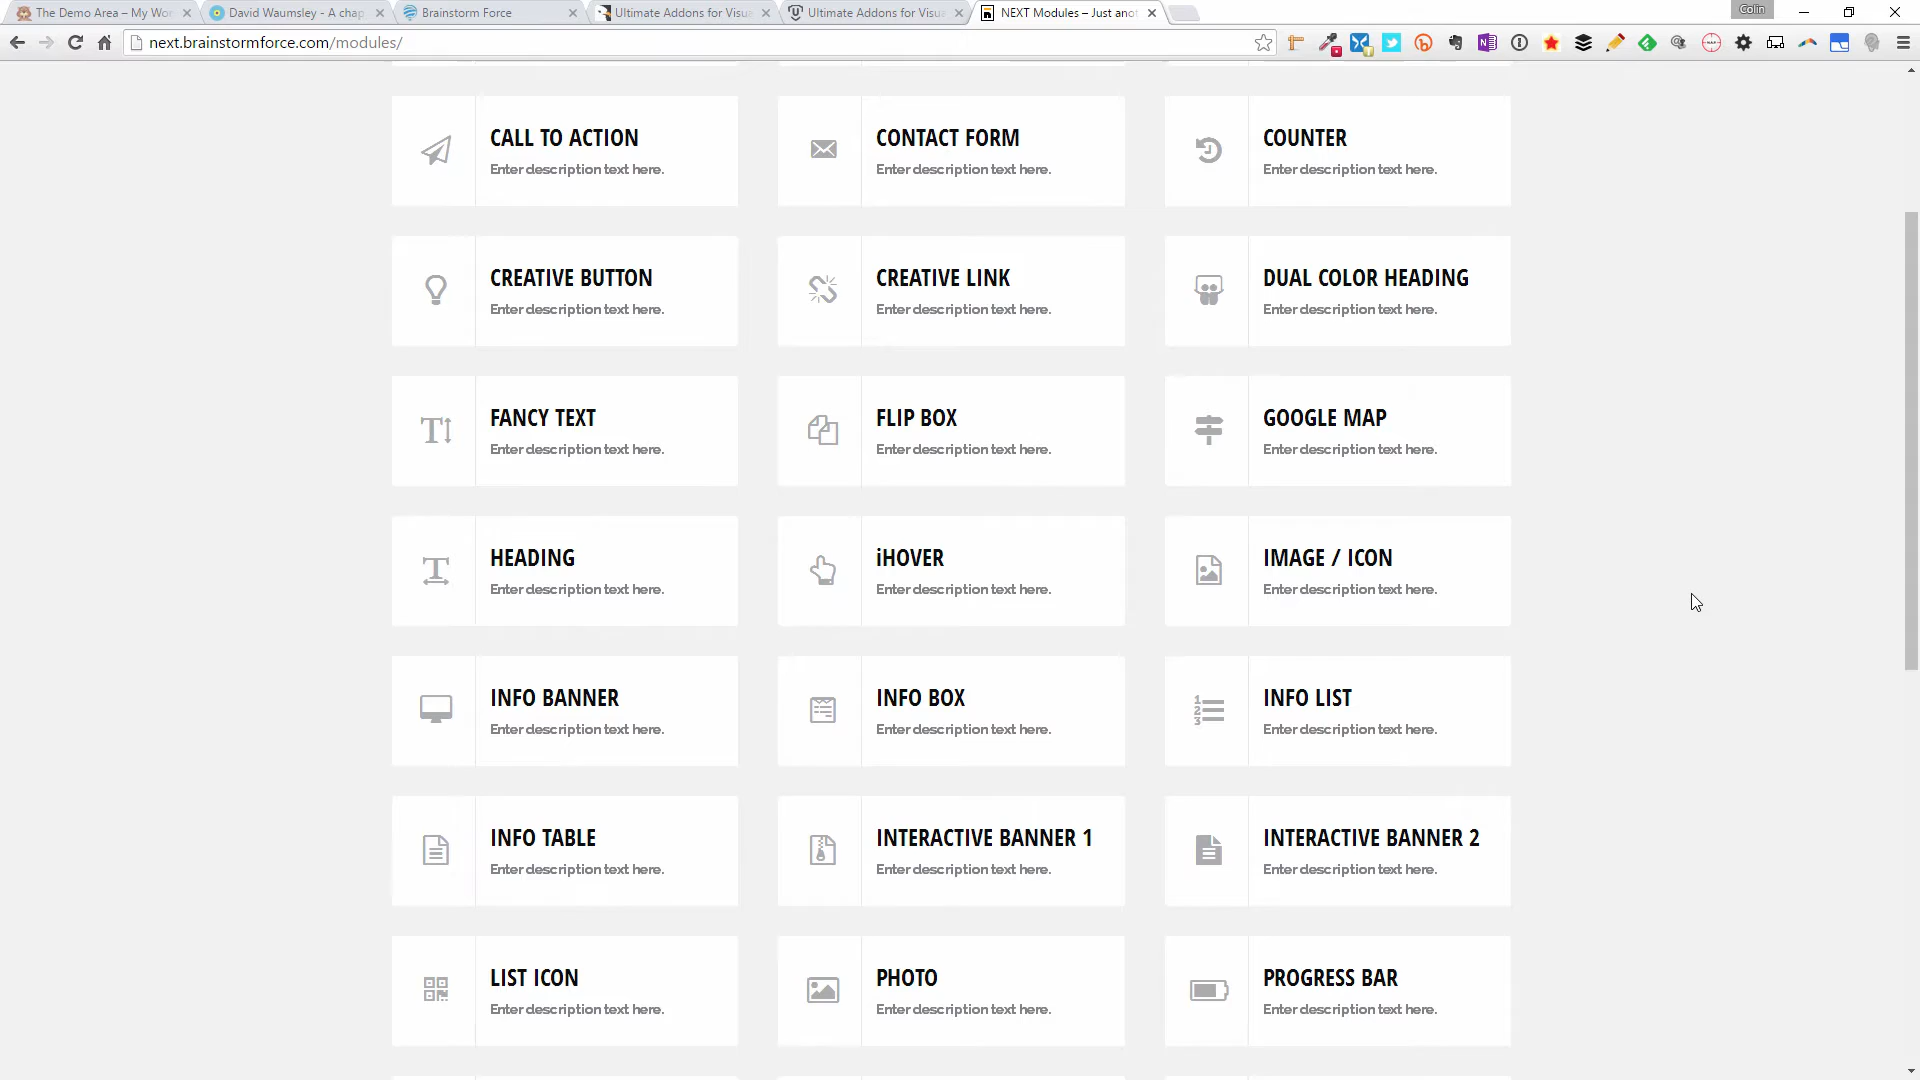 The Demo Area – My Wo
David Waumsley - A chap
Brainstorm Force
Ultimate Addons for Visua
Ultimate Addons for Visua
NEXT Modules – Just anot
Colin
next.brainstormforce.com/modules/
CALL TO ACTION
Enter description text here.
CONTACT FORM
Enter description text here.
COUNTER
Enter description text here.
CREATIVE BUTTON
Enter description text here.
CREATIVE LINK
Enter description text here.
DUAL COLOR HEADING
Enter description text here.
FANCY TEXT
Enter description text here.
FLIP BOX
Enter description text here.
GOOGLE MAP
Enter description text here.
HEADING
Enter description text here.
iHOVER
Enter description text here.
IMAGE / ICON
Enter description text here.
INFO BANNER
Enter description text here.
INFO BOX
Enter description text here.
INFO LIST
Enter description text here.
INFO TABLE
Enter description text here.
INTERACTIVE BANNER 1
Enter description text here.
INTERACTIVE BANNER 2
Enter description text here.
LIST ICON
Enter description text here.
PHOTO
Enter description text here.
PROGRESS BAR
Enter description text here.